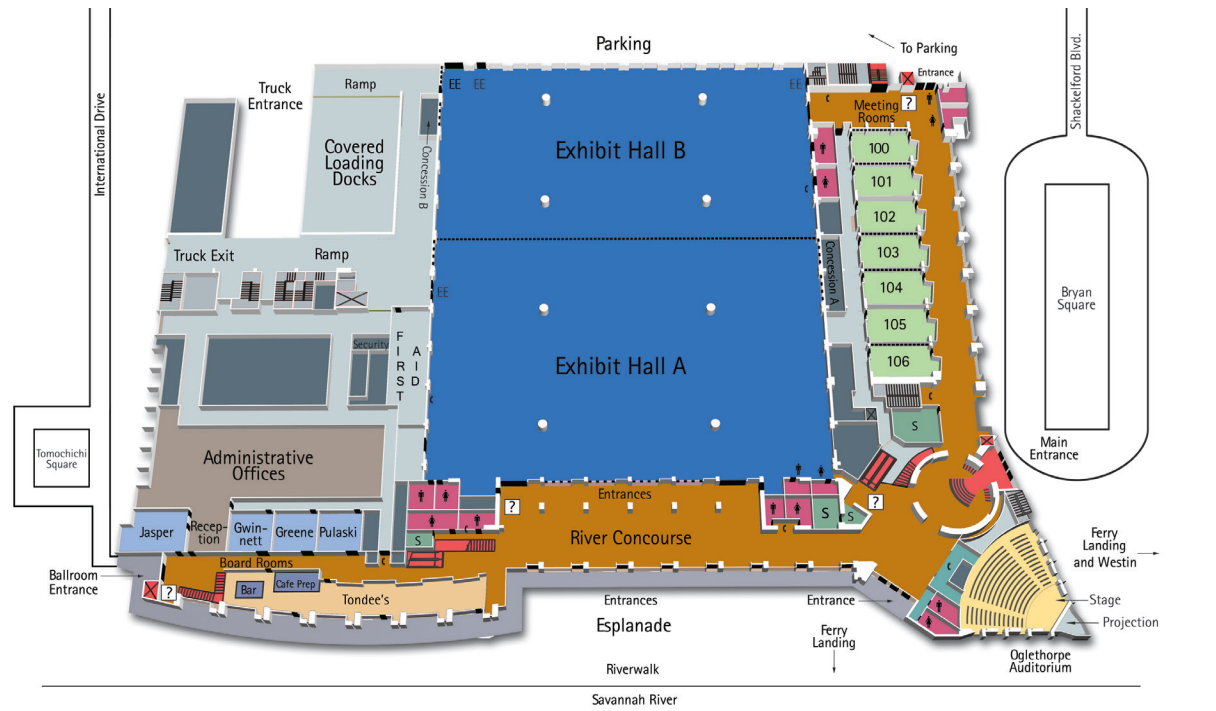 Parking
To Parking
Entrance
Shackelford Blvd.
International Drive
Truck
Entrance
Ramp
Covered
Loading
Docks
Concession B
EE
EE
EE
Exhibit Hall B
C
Meeting
Rooms
?
100
101
C
102
103
104
105
106
Concession A
Truck Exit
Ramp
EE
Exhibit Hall A
Security
FIRST
AID
C
C
S
Bryan
Square
Main
Entrance
Tomochichi
Square
Administrative
Offices
Entrances
?
?
River Concourse
C
C
S
S
S
Jasper
Recep-
tion
Gwin-
nett
Greene
Pulaski
C
Board Rooms
Ballroom
Entrance
?
Bar
Cafe Prep
Tondee's
Ferry
Landing
and Westin
C
Entrances
Entrance
Stage
Projection
Esplanade
Ferry
Landing
Oglethorpe
Auditorium
Riverwalk
Savannah River